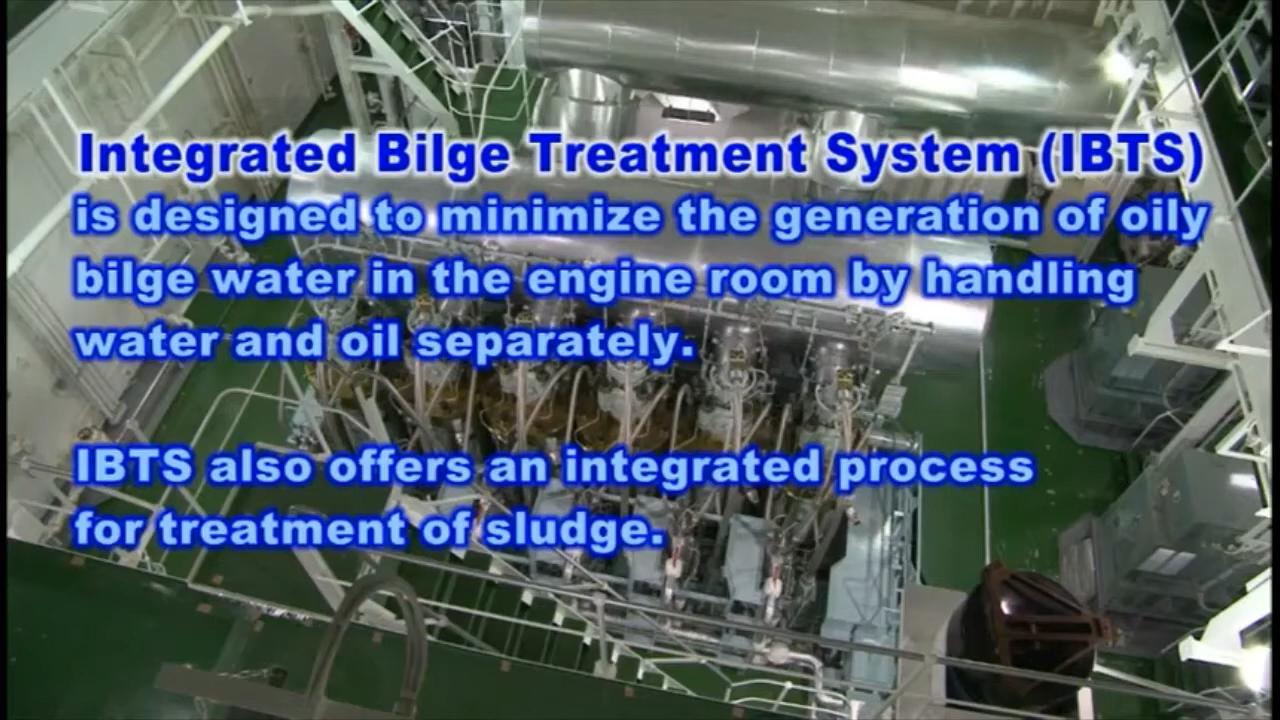 Integrated Bilge Treatment System (IBTS)
is designed to minimize the generation of oily
bilge water in the engine room by handling
water and oil separately.
IBTS also offers an integrated process
for treatment of sludge.